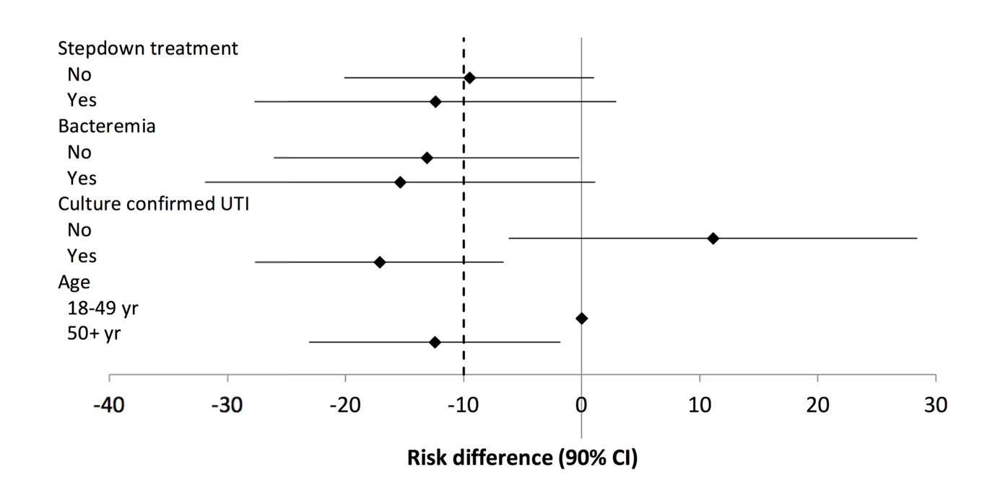 Stepdown treatment
No
Yes
Bacteremia
No
Yes
Culture confirmed UTI
No
Yes
Age
18-49 yr
50+ yr
-40 -30 -20 -10 0 10 20 30
Risk difference (90% CI)